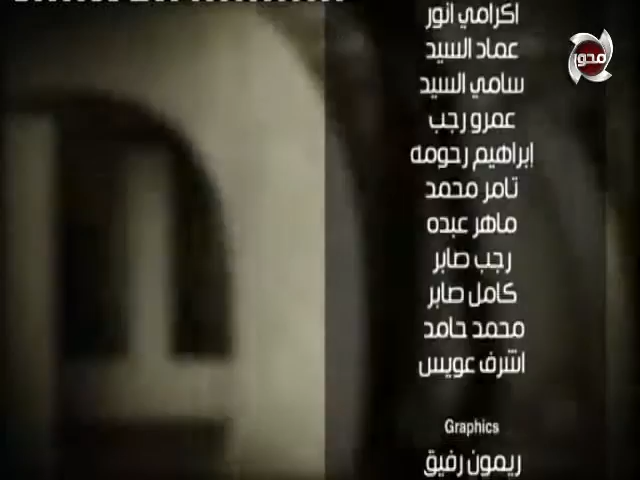 اكرامي انور
محور
عماد السيد
سامي السيد
عمرو رجب
إبراهيم رحومه
تامر محمد
ماهر عبده
رجب صابر
كامل صابر
محمد حامد
اشرف عويس
Graphics
ريمون رفيق